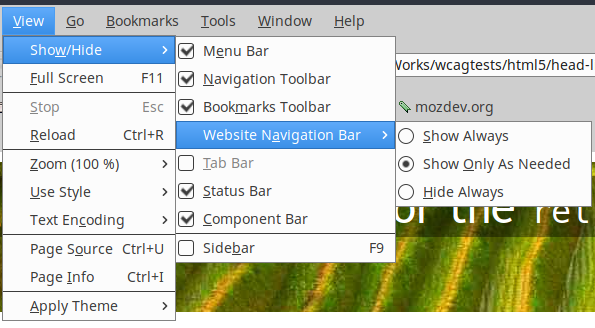 View Go Bookmarks Tools Window Help
Show/Hide
Full Screen F11
Stop Esc
Reload Ctrl+R
Zoom (100 %)
Use Style
Text Encoding
Page Source Ctrl+U
Page Info Ctrl+I
Apply Theme
Menu Bar
Navigation Toolbar
Bookmarks Toolbar
Website Navigation Bar
Tab Bar
Status Bar
Component Bar
Sidebar F9
Show Always
Show Only As Needed
Hide Always
Works/wcagtests/html5/head-l
mozdev.org
or the ret